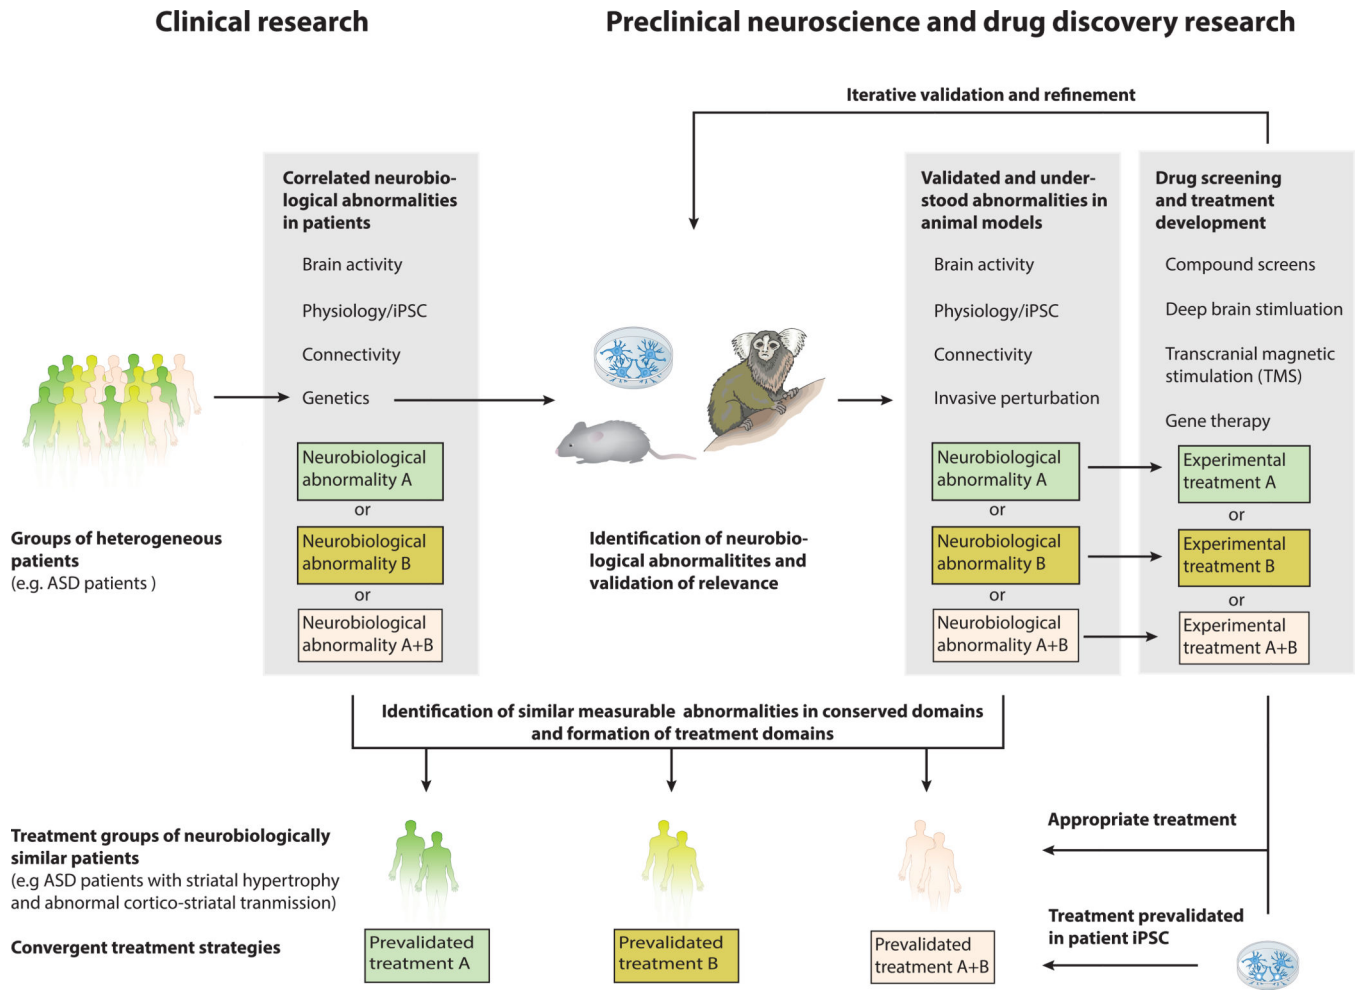 Clinical research
Preclinical neuroscience and drug discovery research
Iterative validation and refinement
Correlated neurobio-
logical abnormalities
in patients
Brain activity
Physiology/iPSC
Connectivity
Genetics
Neurobiological
abnormality A
or
Neurobiological
abnormality B
or
Neurobiological
abnormality A+B
Groups of heterogeneous
patients
(e.g. ASD patients )
Identification of neurobio-
logical abnormalitites and
validation of relevance
Validated and under-
stood abnormalities in
animal models
Brain activity
Physiology/iPSC
Connectivity
Invasive perturbation
Neurobiological
abnormality A
or
Neurobiological
abnormality B
or
Neurobiological
abnormality A+B
Drug screening
and treatment
development
Compound screens
Deep brain stimluation
Transcranial magnetic
stimulation (TMS)
Gene therapy
Experimental
treatment A
or
Experimental
treatment B
or
Experimental
treatment A+B
Identification of similar measurable abnormalities in conserved domains
and formation of treatment domains
Treatment groups of neurobiologically
similar patients
(e.g ASD patients with striatal hypertrophy
and abnormal cortico-striatal tranmission)
Appropriate treatment
Treatment prevalidated
in patient iPSC
Convergent treatment strategies
Prevalidated
treatment A
Prevalidated
treatment B
Prevalidated
treatment A+B